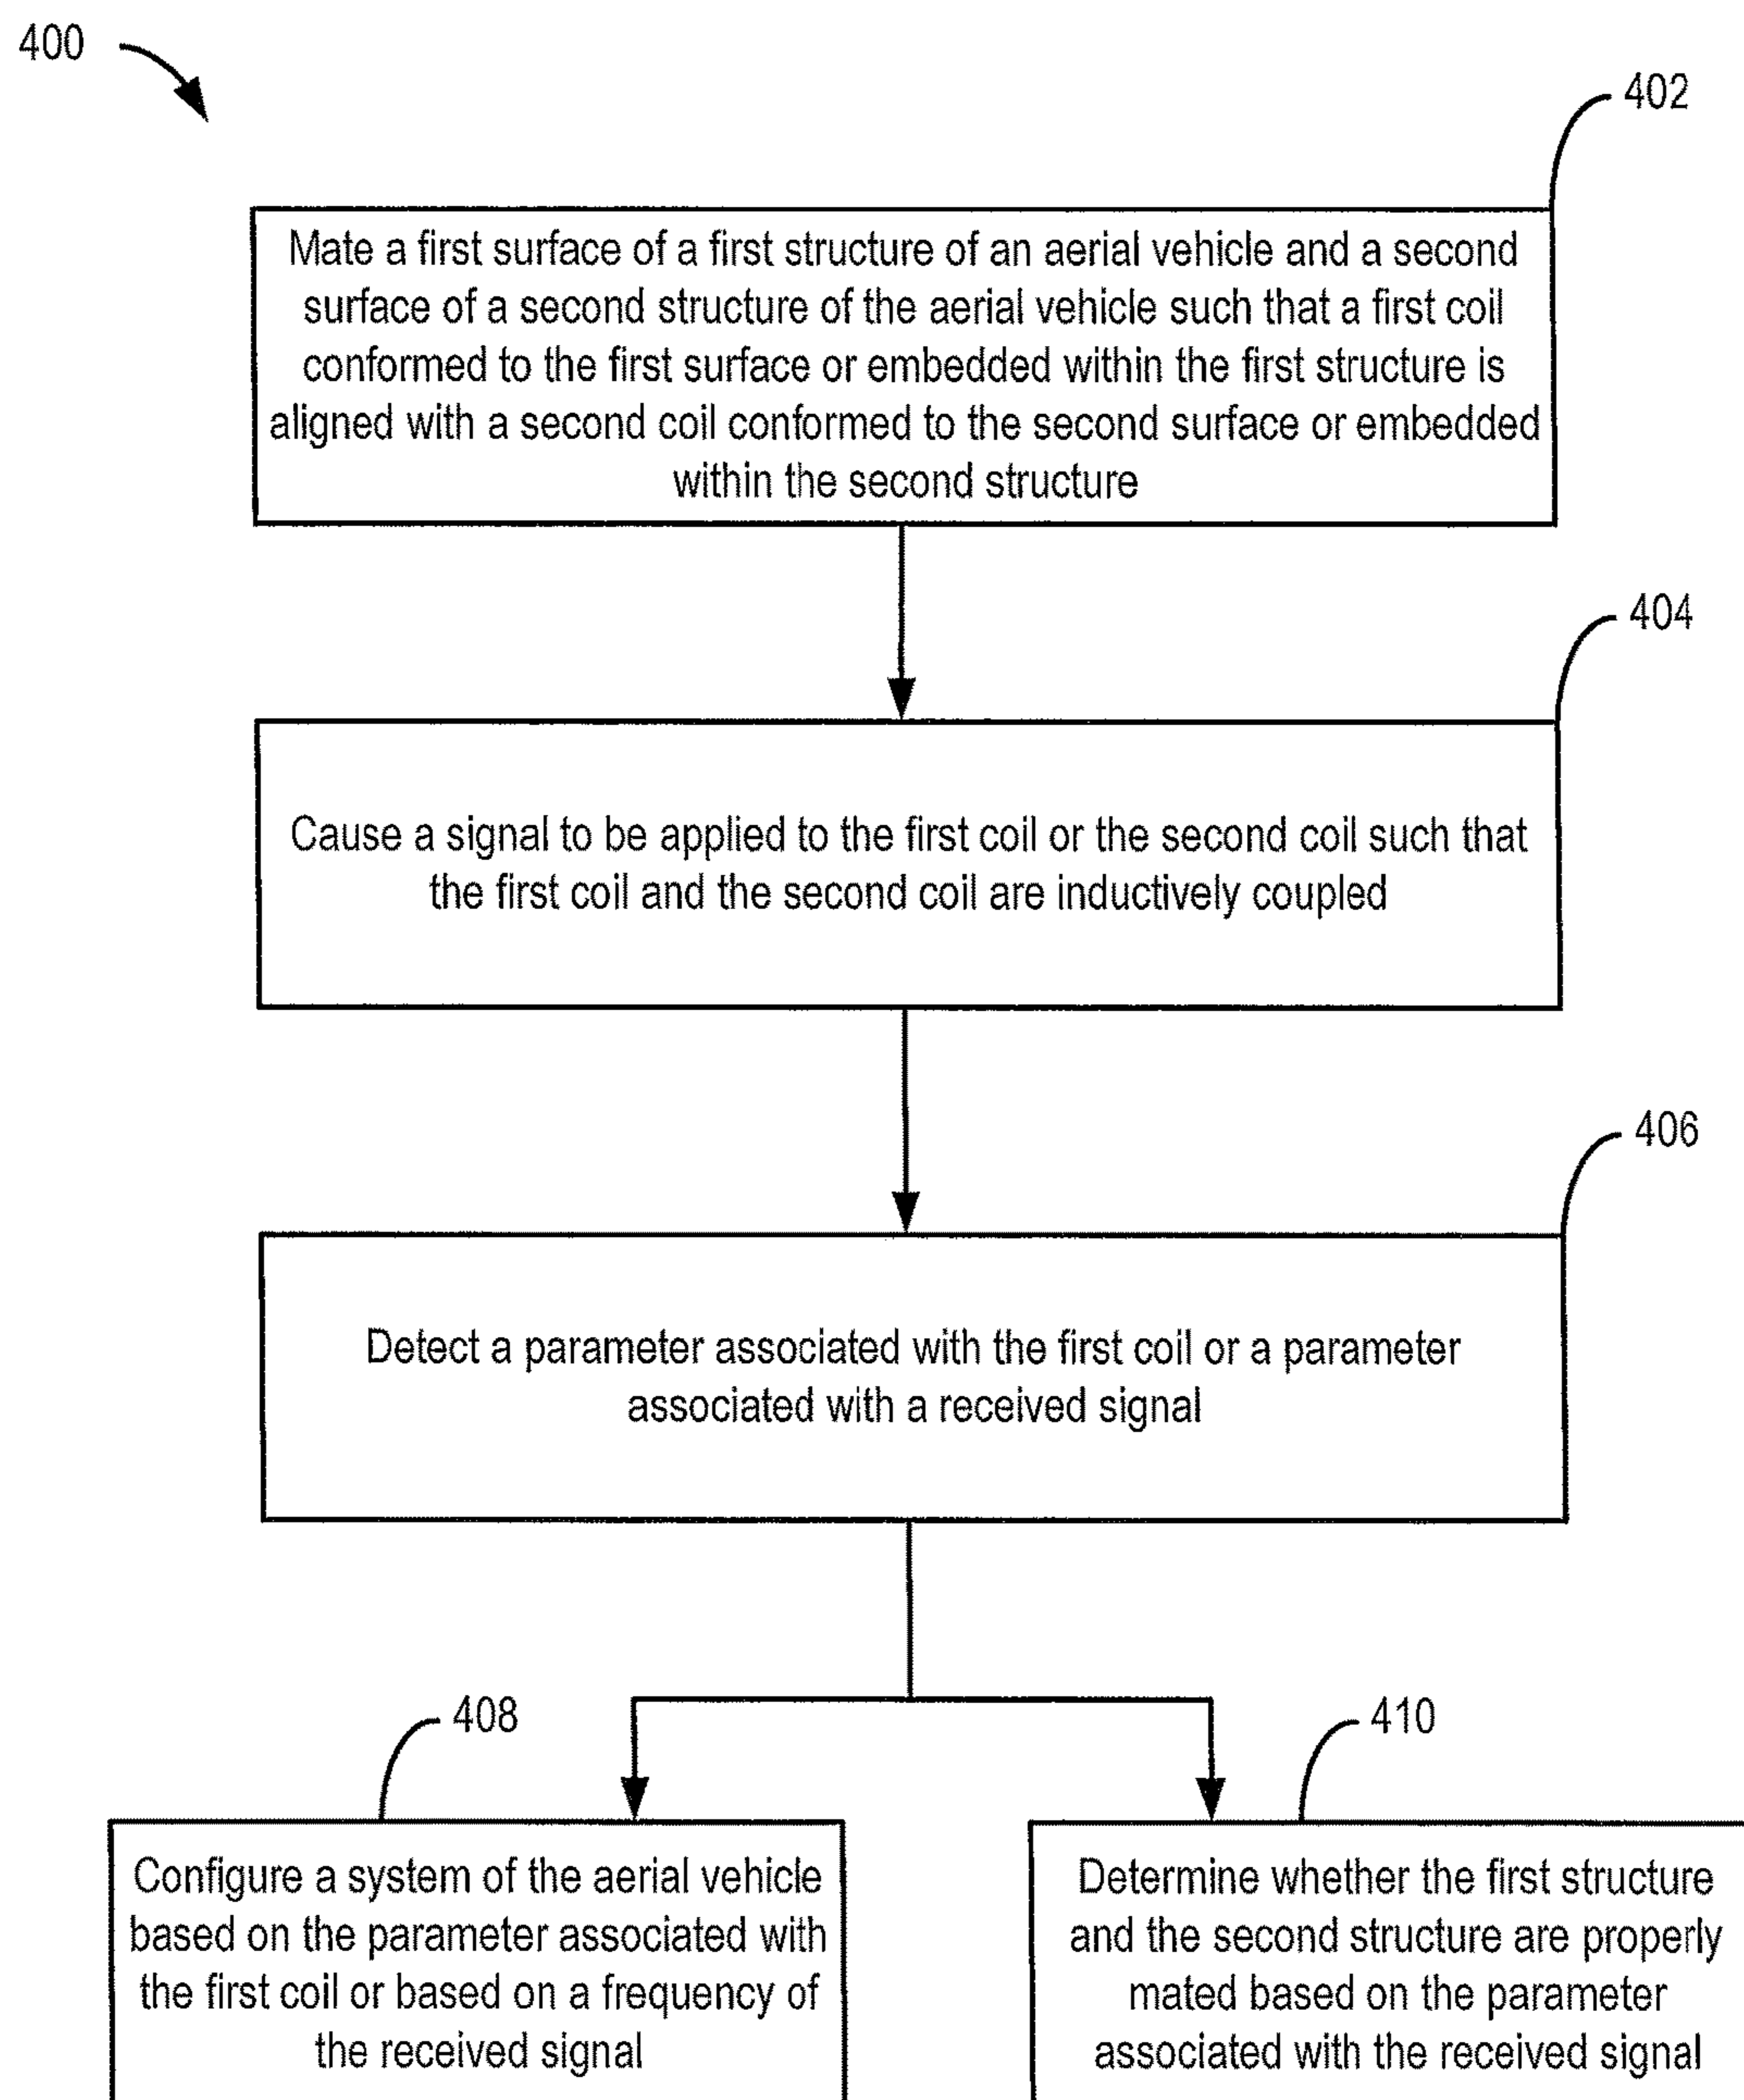 400
402
Mate a first surface of a first structure of an aerial vehicle and a second
surface of a second structure of the aerial vehicle such that a first coil
conformed to the first surface or embedded within the first structure is
aligned with a second coil conformed to the second surface or embedded
within the second structure
404
Cause a signal to be applied to the first coil or the second coil such that
the first coil and the second coil are inductively coupled
406
Detect a parameter associated with the first coil or a parameter
associated with a received signal
408
Configure a system of the aerial vehicle
based on the parameter associated with
the first coil or based on a frequency of
the received signal
410
Determine whether the first structure
and the second structure are properly
mated based on the parameter
associated with the received signal